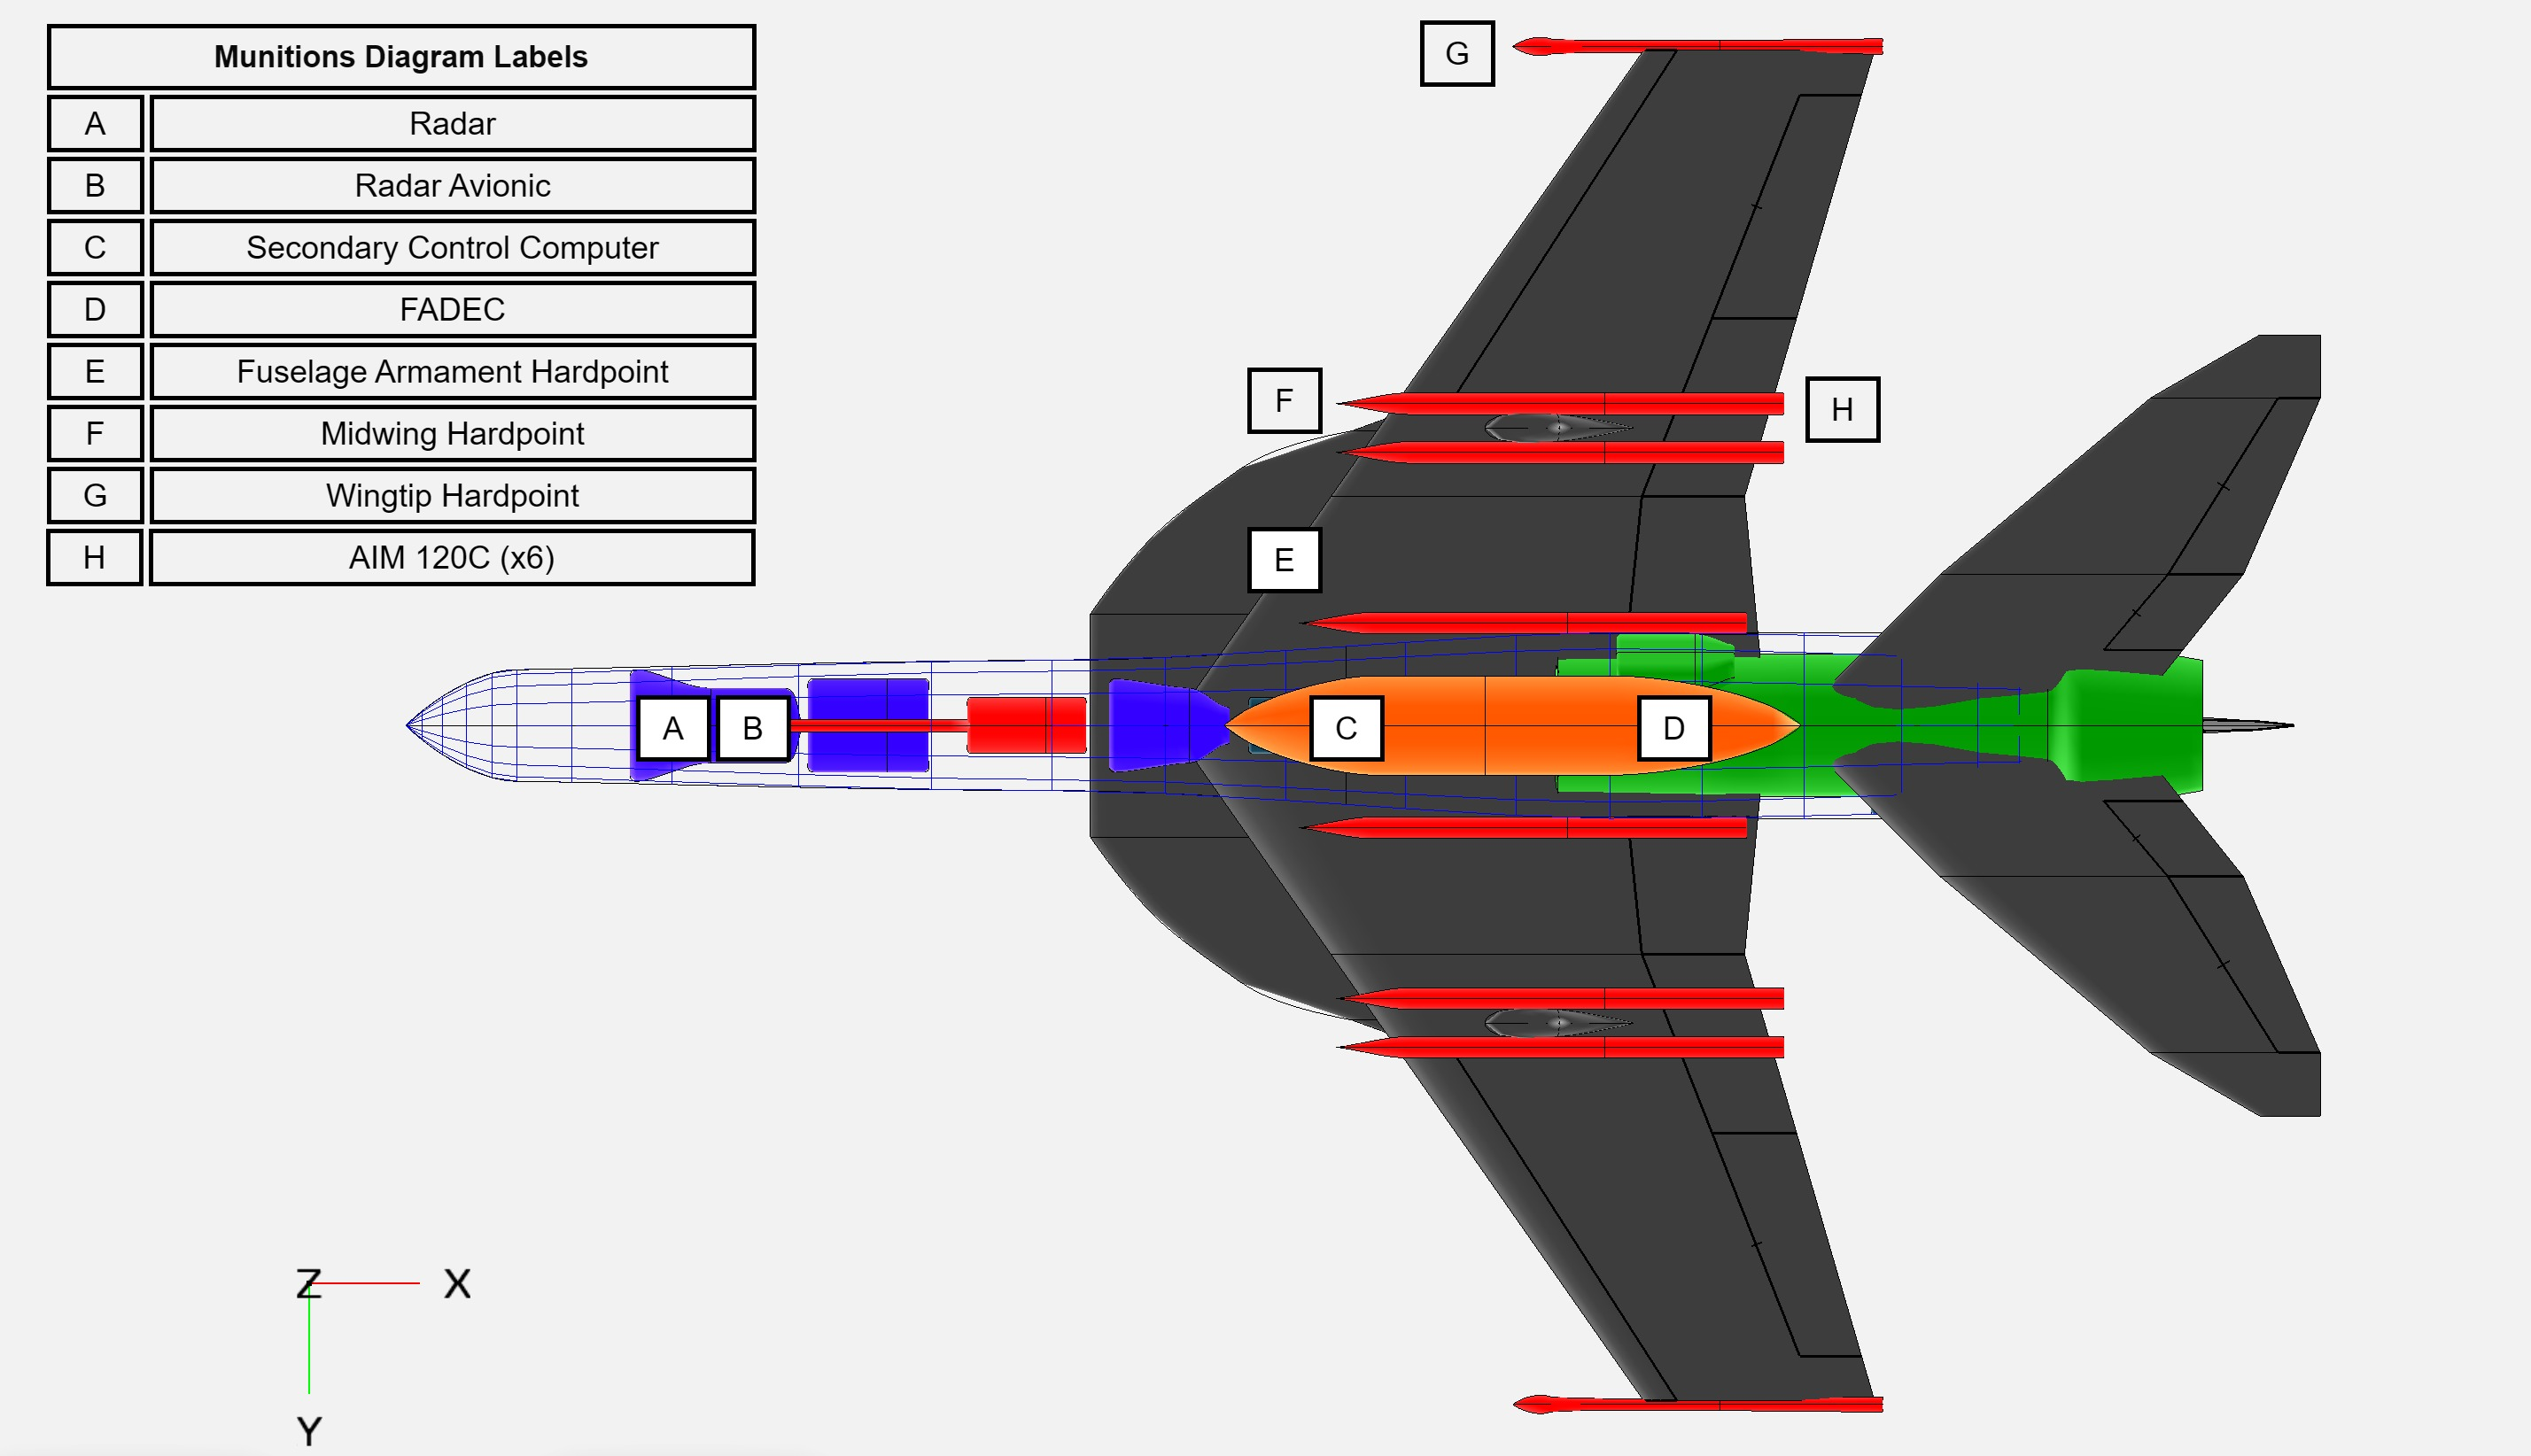 Munitions Diagram Labels
A Radar
B Radar Avionic
C Secondary Control Computer
D FADEC
E Fuselage Armament Hardpoint
F Midwing Hardpoint
G Wingtip Hardpoint
H AIM 120C (x6)
G
F
H
E
A B C D
Z X
Y